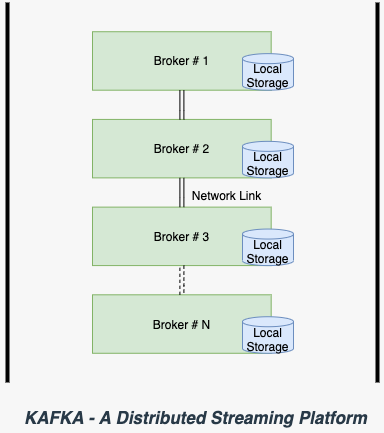 Broker # 1
Local
Storage
Broker # 2
Local
Storage
Network Link
Broker # 3
Local
Storage
Broker # N
Local
Storage
KAFKA - A Distributed Streaming Platform